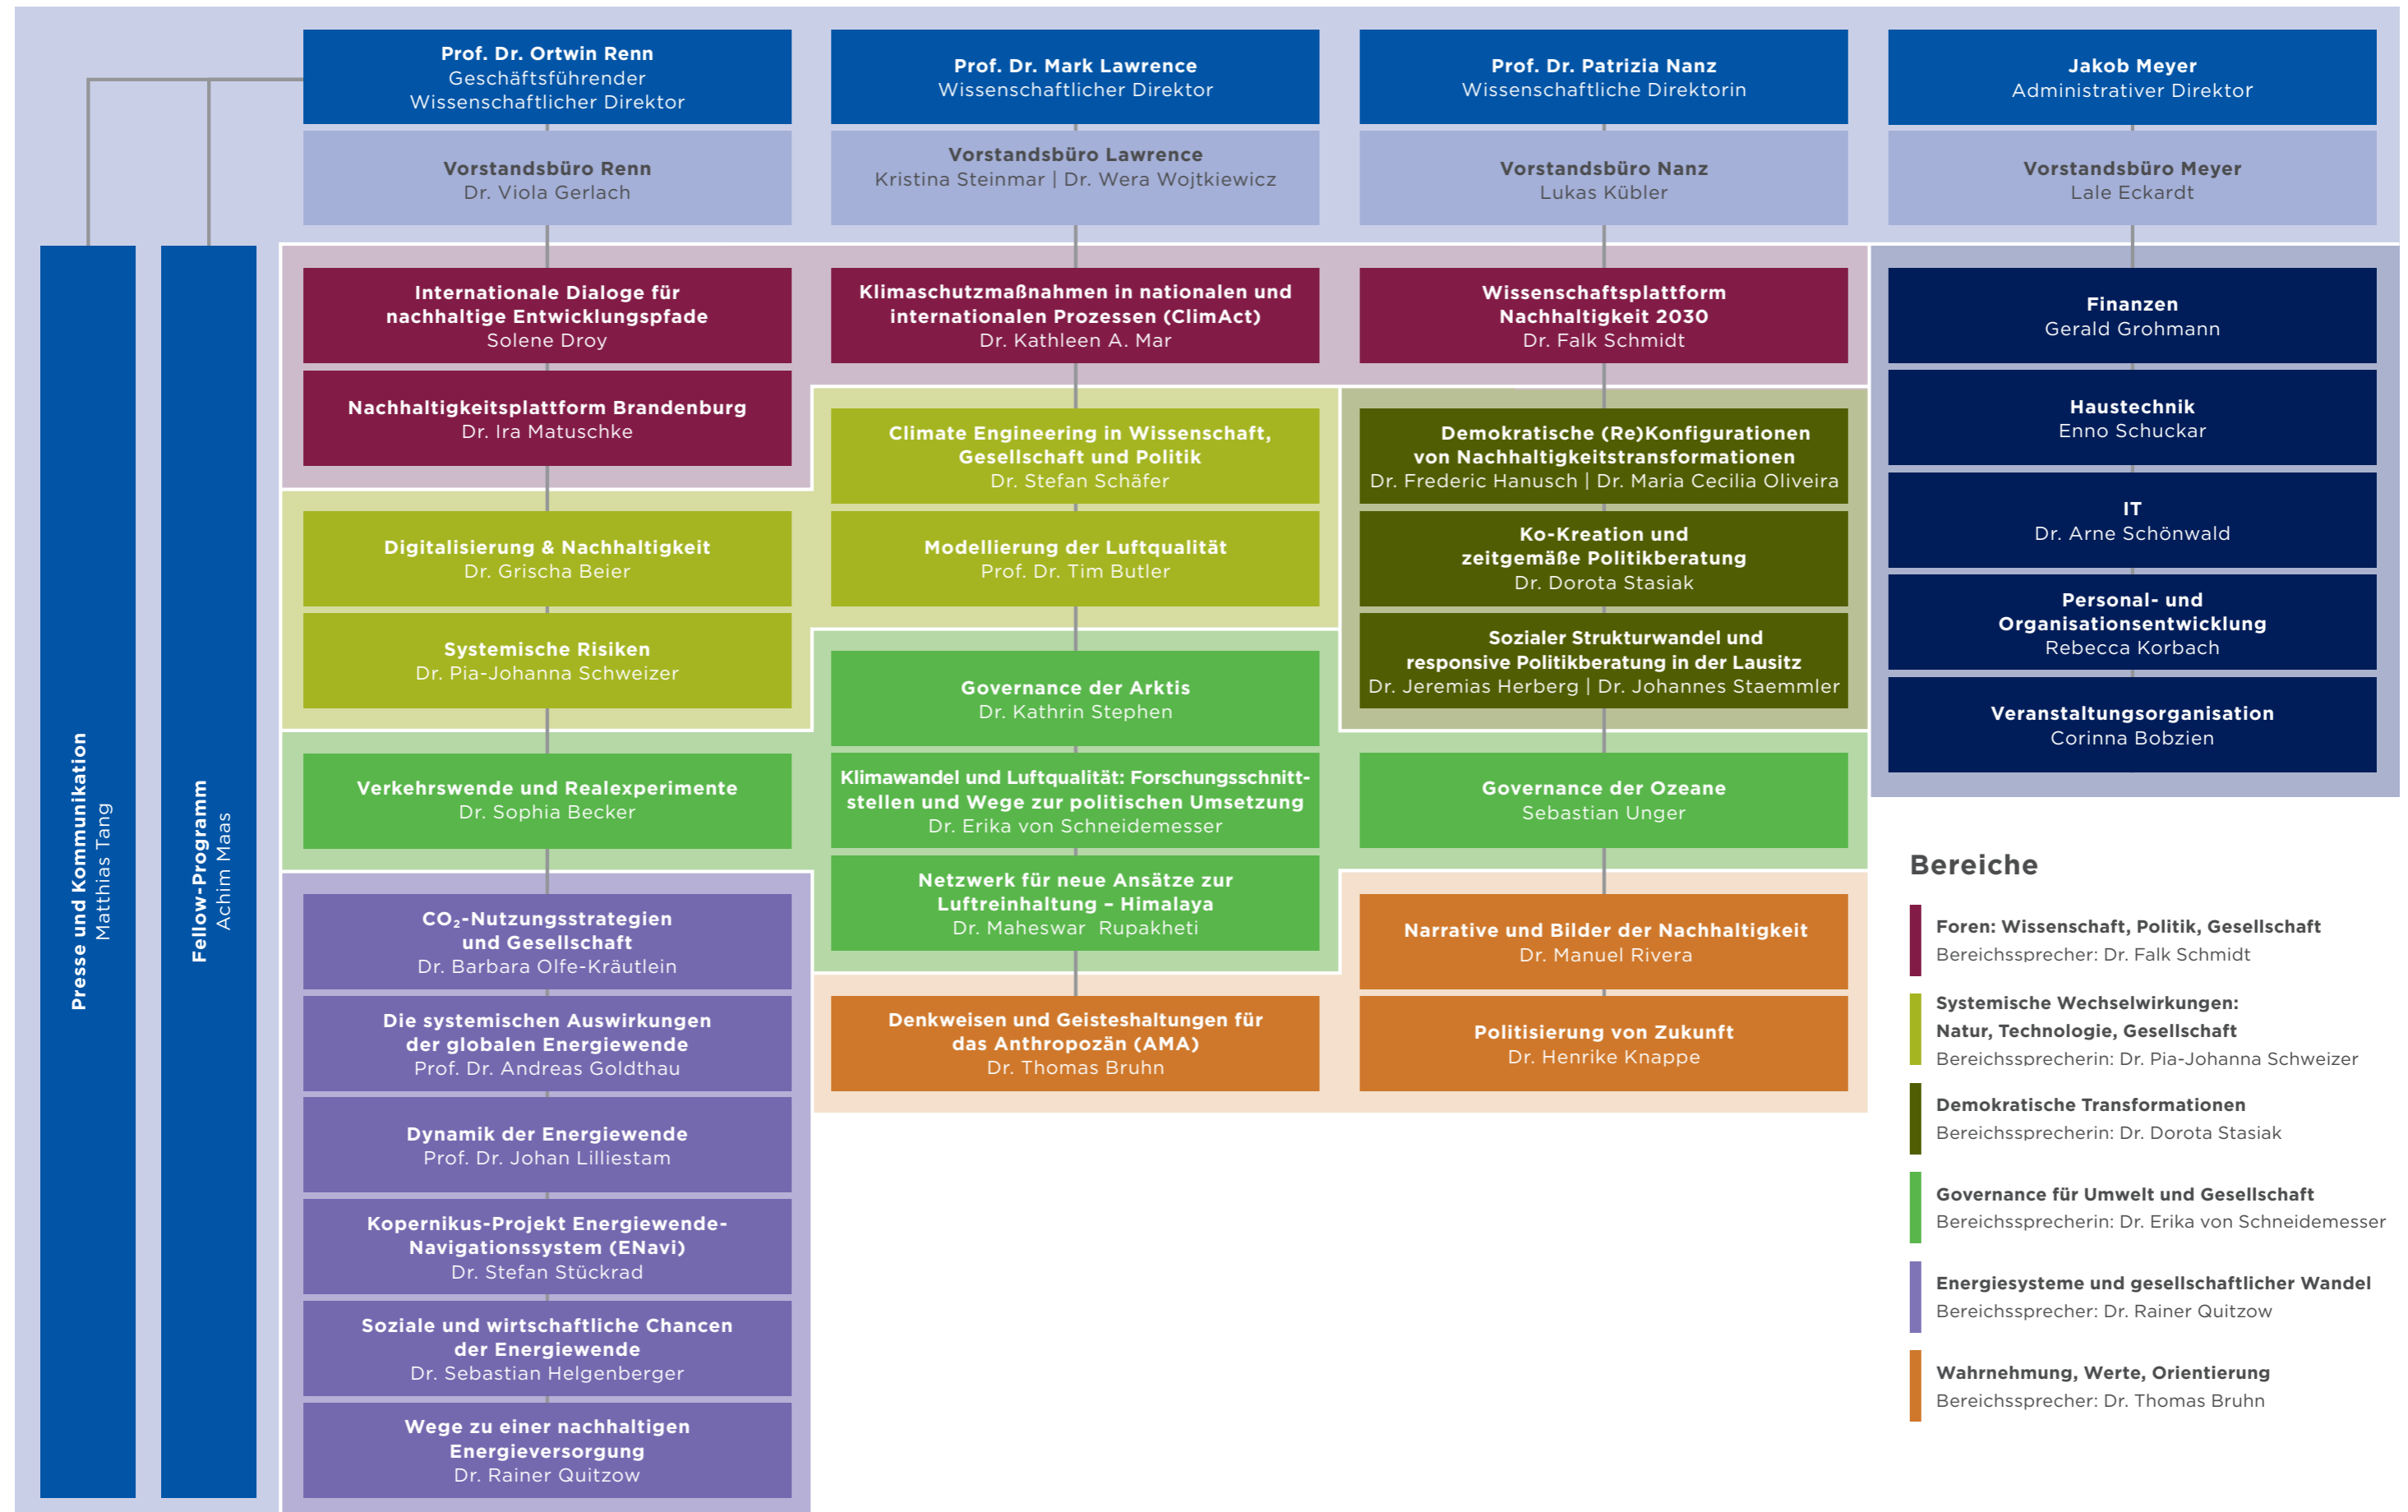 Prof. Dr. Ortwin Renn
Geschäftsführender
Wissenschaftlicher Direktor
Prof. Dr. Mark Lawrence
Wissenschaftlicher Direktor
Prof. Dr. Patrizia Nanz
Wissenschaftliche Direktorin
Jakob Meyer
Administrativer Direktor
Vorstandsbüro Renn
Dr. Viola Gerlach
Vorstandsbüro Lawrence
Kristina Steinmar | Dr. Wera Wojtkiewicz
Vorstandsbüro Nanz
Lukas Kübler
Vorstandsbüro Meyer
Lale Eckardt
Presse und Kommunikation
Matthias Tang
Fellow-Programm
Achim Maas
Internationale Dialoge für
nachhaltige Entwicklungspfade
Solene Droy
Nachhaltigkeitsplattform Brandenburg
Dr. Ira Matuschke
Digitalisierung & Nachhaltigkeit
Dr. Grischa Beier
Systemische Risiken
Dr. Pia-Johanna Schweizer
Verkehrswende und Realexperimente
Dr. Sophia Becker
CO₂-Nutzungsstrategien
und Gesellschaft
Dr. Barbara Olfe-Kräutlein
Die systemischen Auswirkungen
der globalen Energiewende
Prof. Dr. Andreas Goldthau
Dynamik der Energiewende
Prof. Dr. Johan Lilliestam
Kopernikus-Projekt Energiewende-
Navigationssystem (ENavi)
Dr. Stefan Stückrad
Soziale und wirtschaftliche Chancen
der Energiewende
Dr. Sebastian Helgenberger
Wege zu einer nachhaltigen
Energieversorgung
Dr. Rainer Quitzow
Klimaschutzmaßnahmen in nationalen und
internationalen Prozessen (ClimAct)
Dr. Kathleen A. Mar
Climate Engineering in Wissenschaft,
Gesellschaft und Politik
Dr. Stefan Schäfer
Modellierung der Luftqualität
Prof. Dr. Tim Butler
Governance der Arktis
Dr. Kathrin Stephen
Klimawandel und Luftqualität: Forschungsschnitt-
stellen und Wege zur politischen Umsetzung
Dr. Erika von Schneidemesser
Netzwerk für neue Ansätze zur
Luftreinhaltung – Himalaya
Dr. Maheswar Rupakheti
Denkweisen und Geisteshaltungen für
das Anthropozän (AMA)
Dr. Thomas Bruhn
Wissenschaftsplattform
Nachhaltigkeit 2030
Dr. Falk Schmidt
Demokratische (Re)Konfigurationen
von Nachhaltigkeitstransformationen
Dr. Frederic Hanusch | Dr. Maria Cecilia Oliveira
Ko-Kreation und
zeitgemäße Politikberatung
Dr. Dorota Stasiak
Sozialer Strukturwandel und
responsive Politikberatung in der Lausitz
Dr. Jeremias Herberg | Dr. Johannes Staemmler
Governance der Ozeane
Sebastian Unger
Narrative und Bilder der Nachhaltigkeit
Dr. Manuel Rivera
Politisierung von Zukunft
Dr. Henrike Knappe
Finanzen
Gerald Grohmann
Haustechnik
Enno Schuckar
IT
Dr. Arne Schönwald
Personal- und
Organisationsentwicklung
Rebecca Korbach
Veranstaltungsorganisation
Corinna Bobzien
Bereiche
Foren: Wissenschaft, Politik, Gesellschaft
Bereichssprecher: Dr. Falk Schmidt
Systemische Wechselwirkungen:
Natur, Technologie, Gesellschaft
Bereichssprecherin: Dr. Pia-Johanna Schweizer
Demokratische Transformationen
Bereichssprecherin: Dr. Dorota Stasiak
Governance für Umwelt und Gesellschaft
Bereichssprecherin: Dr. Erika von Schneidemesser
Energiesysteme und gesellschaftlicher Wandel
Bereichssprecher: Dr. Rainer Quitzow
Wahrnehmung, Werte, Orientierung
Bereichssprecher: Dr. Thomas Bruhn